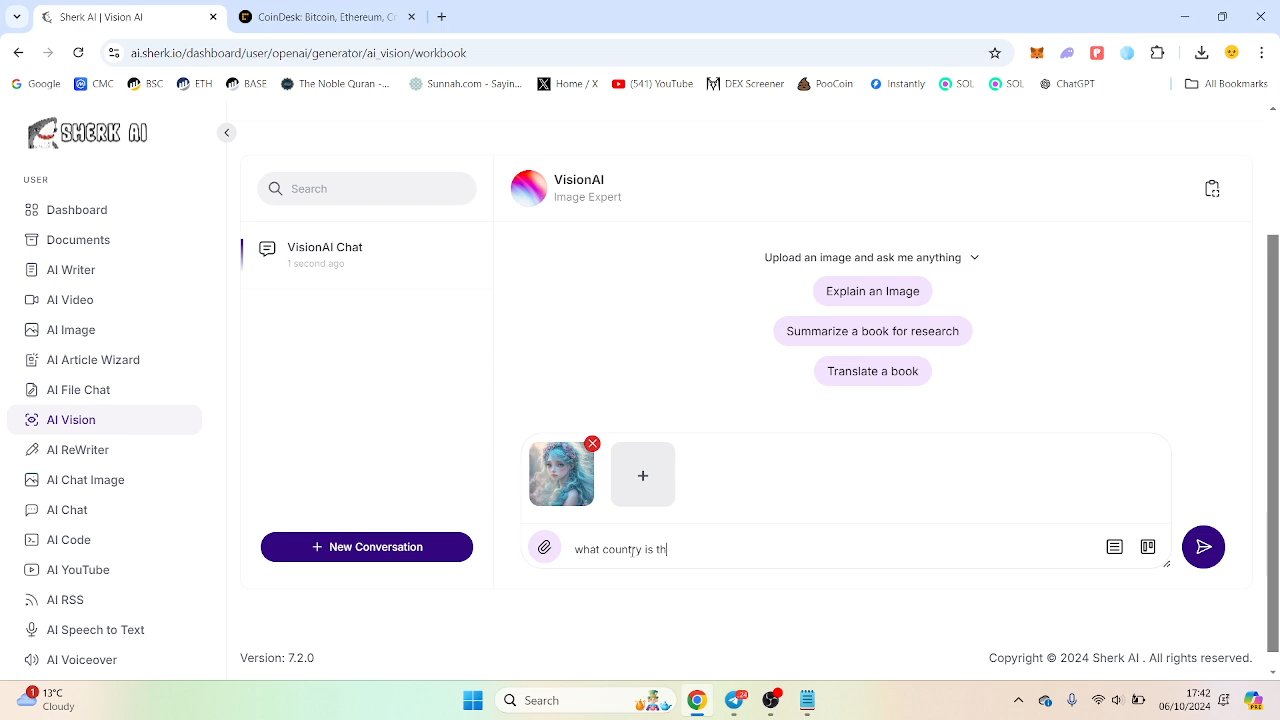 Sherk AI | Vision AI
CoinDesk: Bitcoin, Ethereum, Cr
ai.sherk.io/dashboard/user/openai/generator/ai_vision/workbook
Google
CMC
BSC
ETH
BASE
The Noble Quran -...
Sunnah.com - Sayin...
Home / X
(541) YouTube
DEX Screener
PooCoin
Instantly
SOL
SOL
ChatGPT
All Bookmarks
SHERK AI
USER
Dashboard
Documents
AI Writer
AI Video
AI Image
AI Article Wizard
AI File Chat
AI Vision
AI ReWriter
AI Chat Image
AI Chat
AI Code
AI YouTube
AI RSS
AI Speech to Text
AI Voiceover
Search
VisionAI Chat
1 second ago
+ New Conversation
VisionAI
Image Expert
Upload an image and ask me anything
Explain an Image
Summarize a book for research
Translate a book
what country is th
Version: 7.2.0
Copyright © 2024 Sherk AI . All rights reserved.
1
13°C
Cloudy
Search
24
17:42
06/10/2024